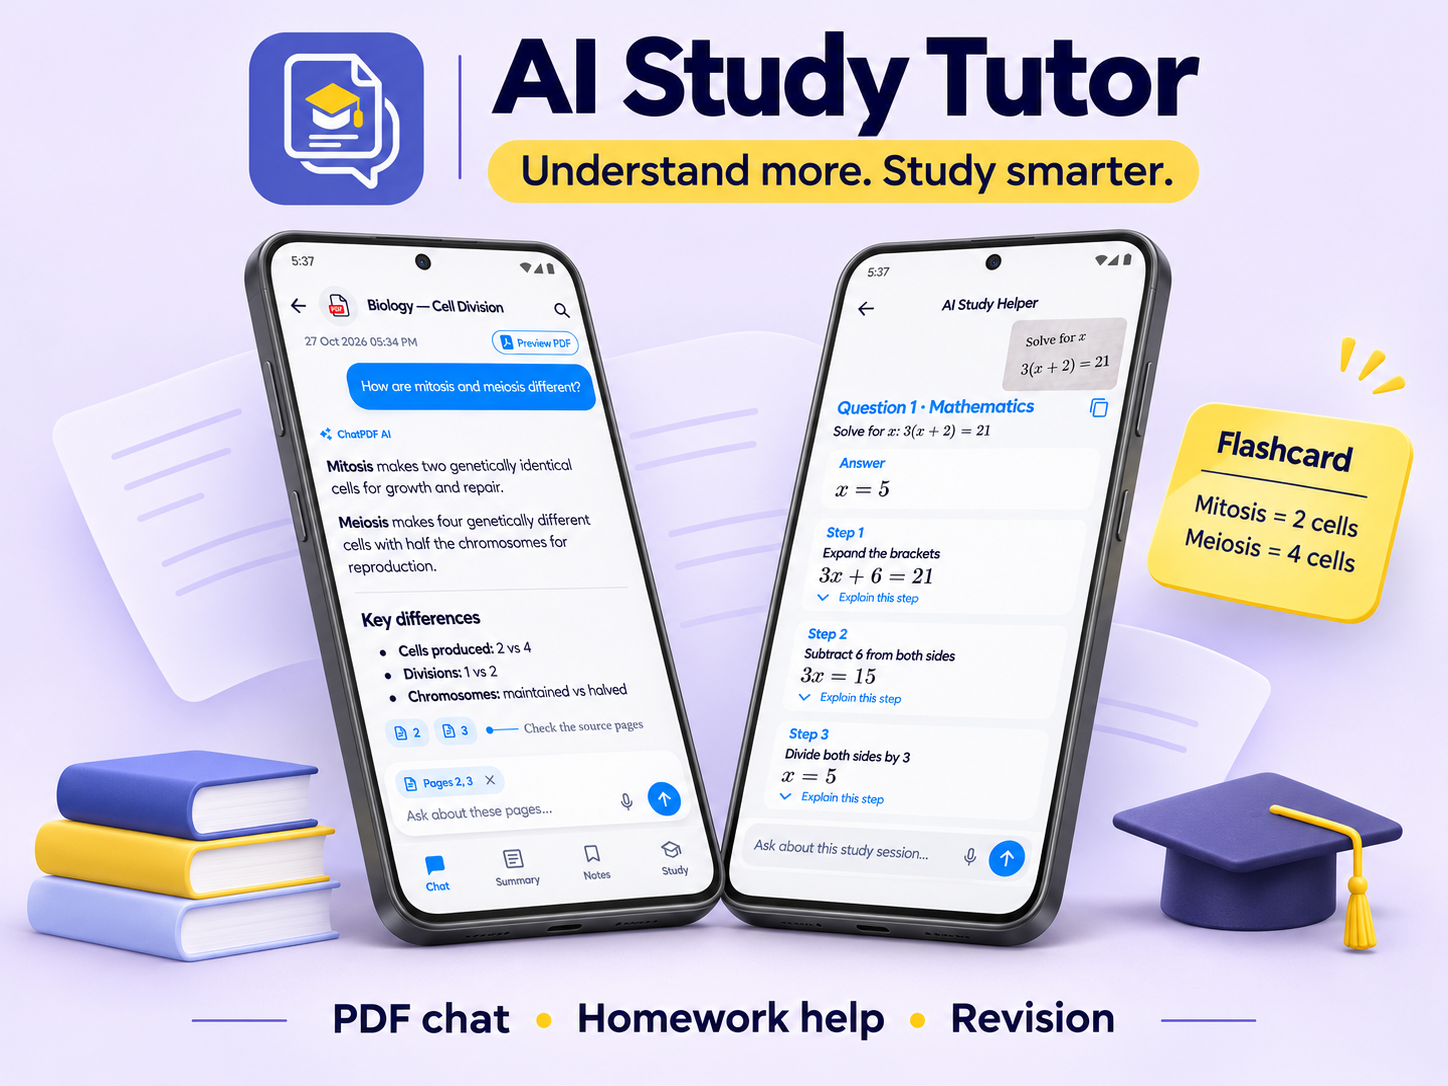 AI Study Tutor
Understand more. Study smarter.
5:37
PDF
Biology — Cell Division
27 Oct 2026 05:34 PM
Preview PDF
How are mitosis and meiosis different?
ChatPDF AI
Mitosis makes two genetically identical
cells for growth and repair.
Meiosis makes four genetically different
cells with half the chromosomes for
reproduction.
Key differences
• Cells produced: 2 vs 4
• Divisions: 1 vs 2
• Chromosomes: maintained vs halved
2 3 Check the source pages
Pages 2, 3 ×
Ask about these pages...
Chat Summary Notes Study
5:37
AI Study Helper
Solve for x
3(x + 2) = 21
Question 1 · Mathematics
Solve for x: 3(x + 2) = 21
Answer
x = 5
Step 1
Expand the brackets
3x + 6 = 21
Explain this step
Step 2
Subtract 6 from both sides
3x = 15
Explain this step
Step 3
Divide both sides by 3
x = 5
Explain this step
Ask about this study session...
Flashcard
Mitosis = 2 cells
Meiosis = 4 cells
PDF chat • Homework help • Revision